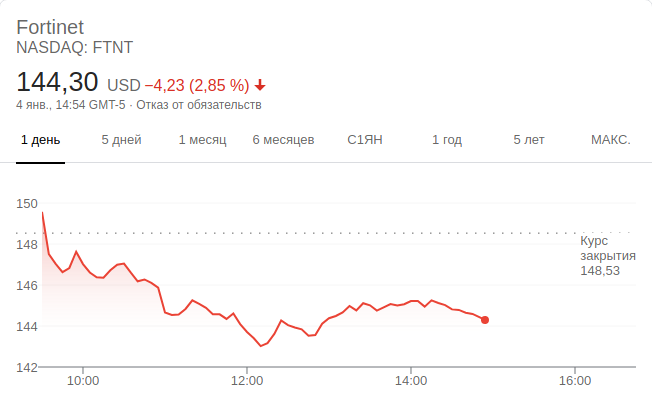 Fortinet
NASDAQ: FTNT
144,30 USD −4,23 (2,85 %)
4 янв., 14:54 GMT-5 · Отказ от обязательств
1 день 5 дней 1 месяц 6 месяцев С1ЯН 1 год 5 лет МАКС.
150
148
146
144
142
Курс
закрытия
148,53
10:00 12:00 14:00 16:00